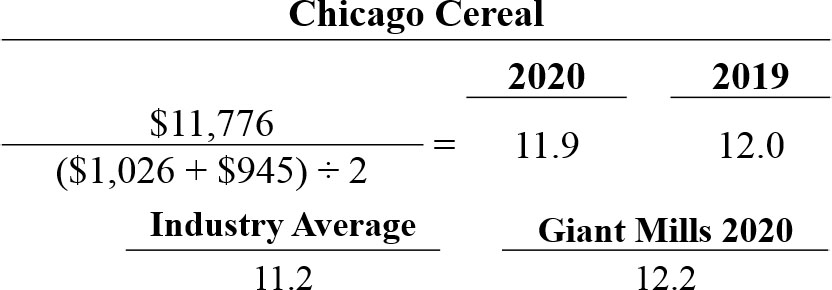 Chicago Cereal
2020 2019
$11,776
($1,026 + $945) ÷ 2 = 11.9 12.0
Industry Average Giant Mills 2020
11.2 12.2